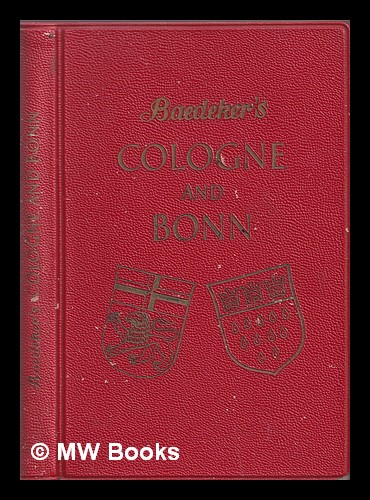 Baedeker's
COLOGNE
AND
BONN
Baedeker's COLOGNE AND BONN
© MW Books